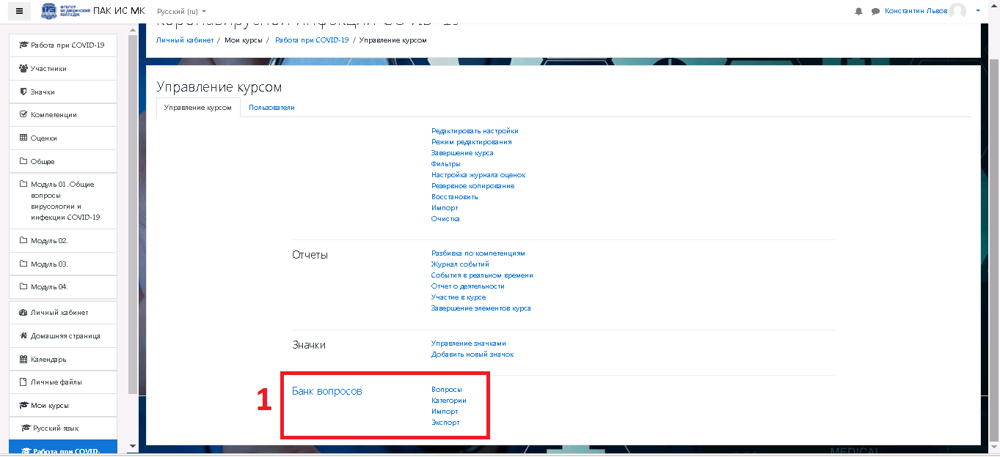 ФГБПОУ
МЕДИЦИНСКИЙ
КОЛЛЕДЖ
ПАК ИС МК
Русский (ru)
Константин Львов
Личный кабинет / Мои курсы / Работа при COVID-19 / Управление курсом
Работа при COVID-19
Участники
Значки
Компетенции
Оценки
Общее
Модуль 01. Общие
вопросы
вирусологии и
инфекции COVID-19
Модуль 02.
Модуль 03.
Модуль 04.
Личный кабинет
Домашняя страница
Календарь
Личные файлы
Мои курсы
Русский язык
Работа при COVID-
Управление курсом
Управление курсом
Пользователи
Редактировать настройки
Режим редактирования
Завершение курса
Фильтры
Настройка журнала оценок
Резервное копирование
Восстановить
Импорт
Очистка
Отчеты
Разбивка по компетенциям
Журнал событий
События в реальном времени
Отчет о деятельности
Участие в курсе
Завершение элементов курса
Значки
Управление значками
Добавить новый значок
1
Банк вопросов
Вопросы
Категории
Импорт
Экспорт
MEDICAL